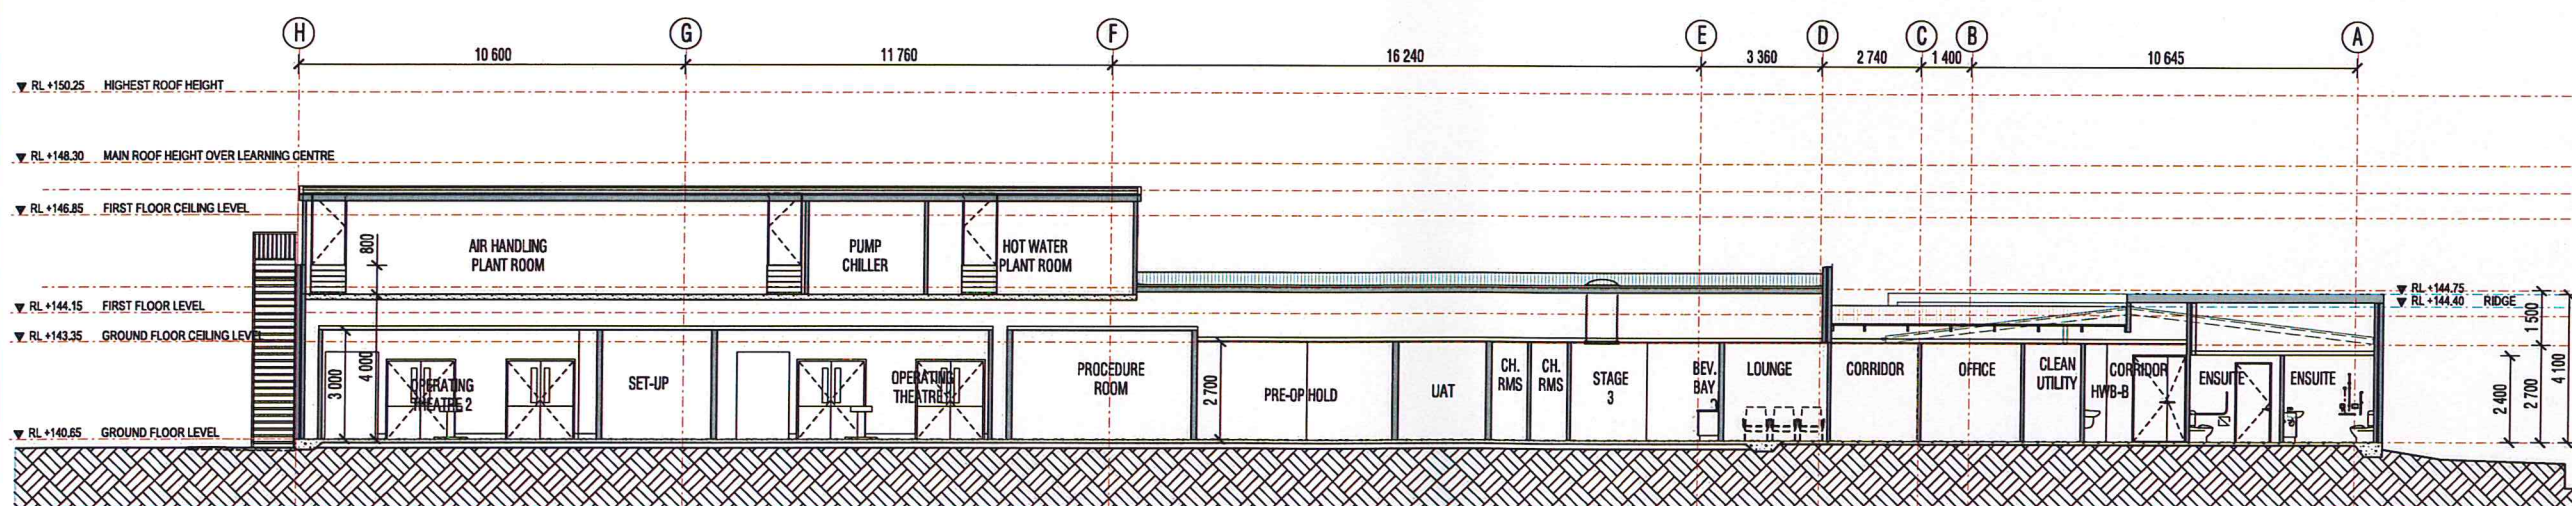 H G F E D C B A
10 600 11 760 16 240 3 360 2 740 1 400 10 645
RL +150.25 HIGHEST ROOF HEIGHT
RL +148.30 MAIN ROOF HEIGHT OVER LEARNING CENTRE
RL +146.85 FIRST FLOOR CEILING LEVEL
800
AIR HANDLING
PLANT ROOM
PUMP
CHILLER
HOT WATER
PLANT ROOM
RL +144.75
RL +144.40 RIDGE
RL +144.15 FIRST FLOOR LEVEL
RL +143.35 GROUND FLOOR CEILING LEVEL
1 500
3 000
4 000
OPERATING
THEATRE 2
SET-UP
OPERATING
THEATRE
PROCEDURE
ROOM
2 700
PRE-OP HOLD
UAT
CH.
RMS
CH.
RMS
STAGE
3
BEV.
BAY
LOUNGE
CORRIDOR
OFFICE
CLEAN
UTILITY
CORRIDOR
HWB-B
ENSUITE
ENSUITE
2 400
2 700
4 100
RL +140.65 GROUND FLOOR LEVEL